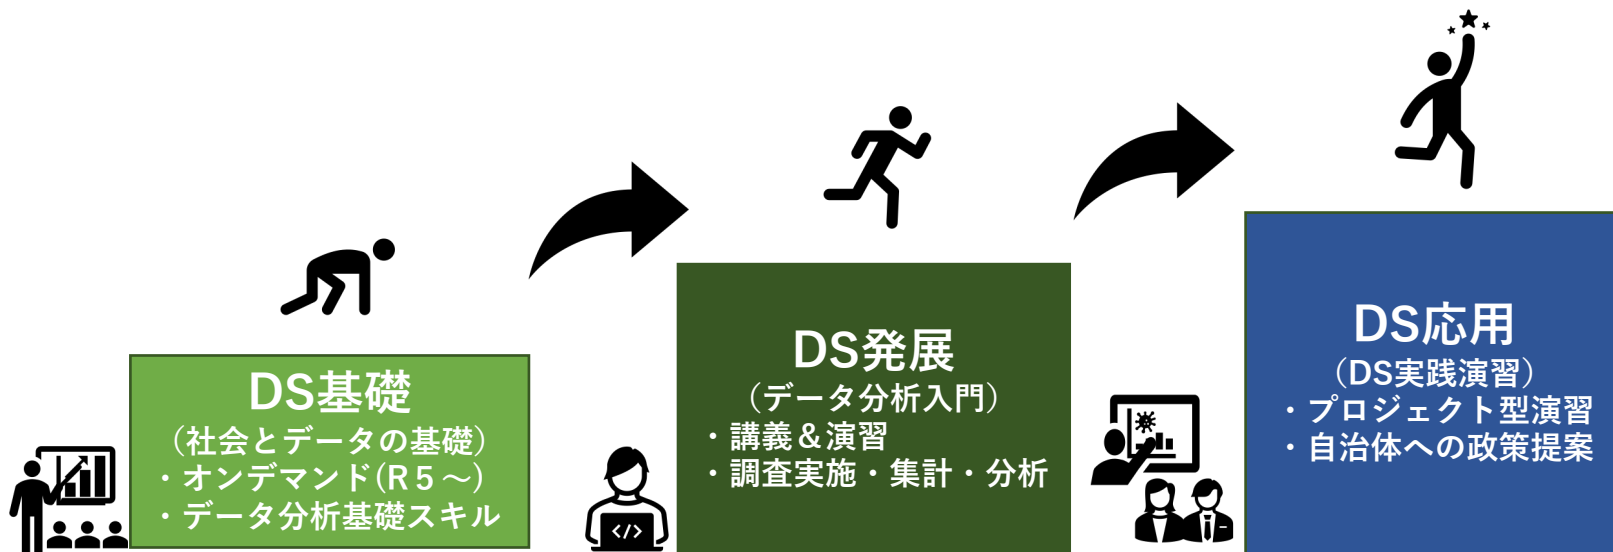 DS基礎
（社会とデータの基礎）
・オンデマンド(R５～)
・データ分析基礎スキル
DS発展
（データ分析入門）
・講義＆演習
・調査実施・集計・分析
</>
DS応用
（DS実践演習）
・プロジェクト型演習
・自治体への政策提案